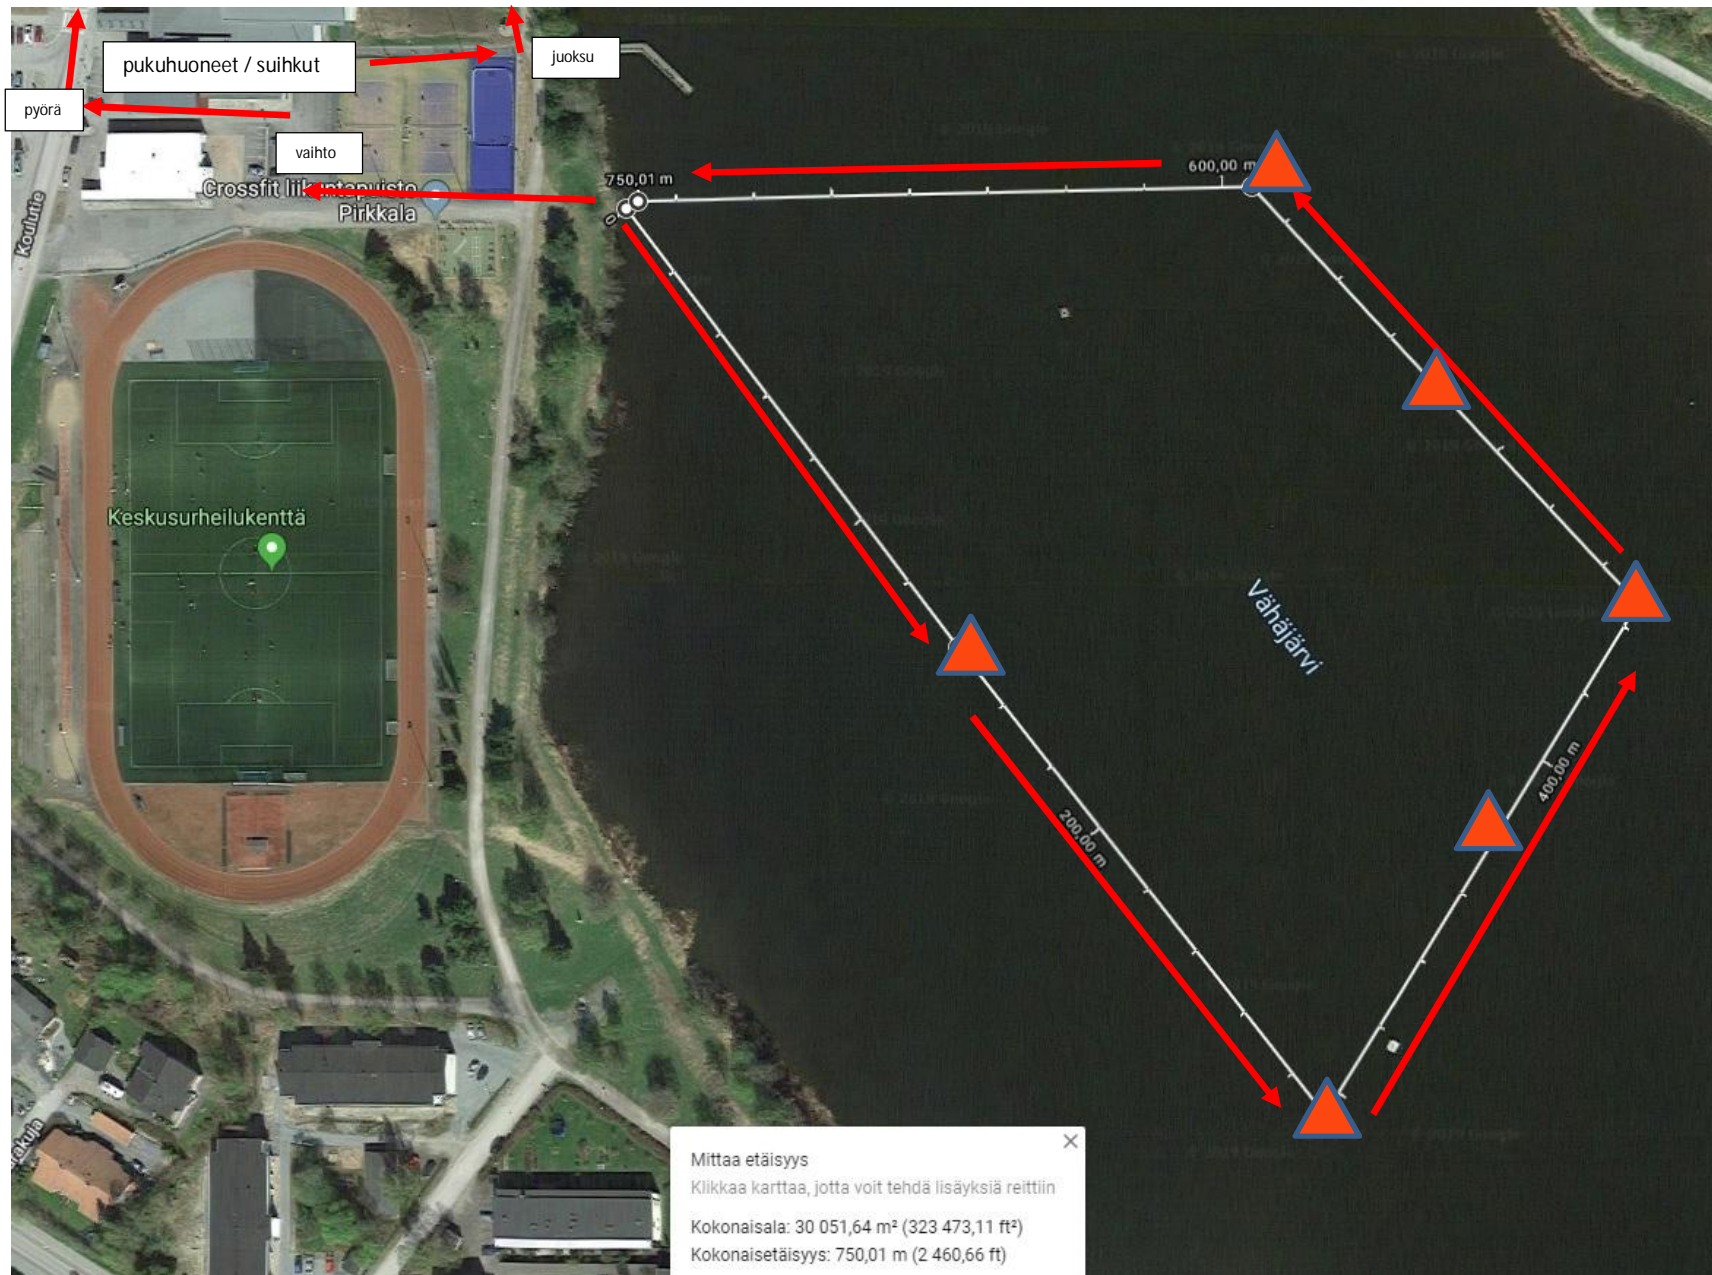 pukuhuoneet / suihkut
juoksu
pyörä
vaihto
Crossfit liikuntapuisto
Pirkkala
Koulutie
750,01 m
0
600,00 m
Keskusurheilukenttä
Vähäjärvi
200,00 m
400,00 m
akuja
Mittaa etäisyys
Klikkaa karttaa, jotta voit tehdä lisäyksiä reittiin
Kokonaisala: 30 051,64 m² (323 473,11 ft²)
Kokonaisetäisyys: 750,01 m (2 460,66 ft)